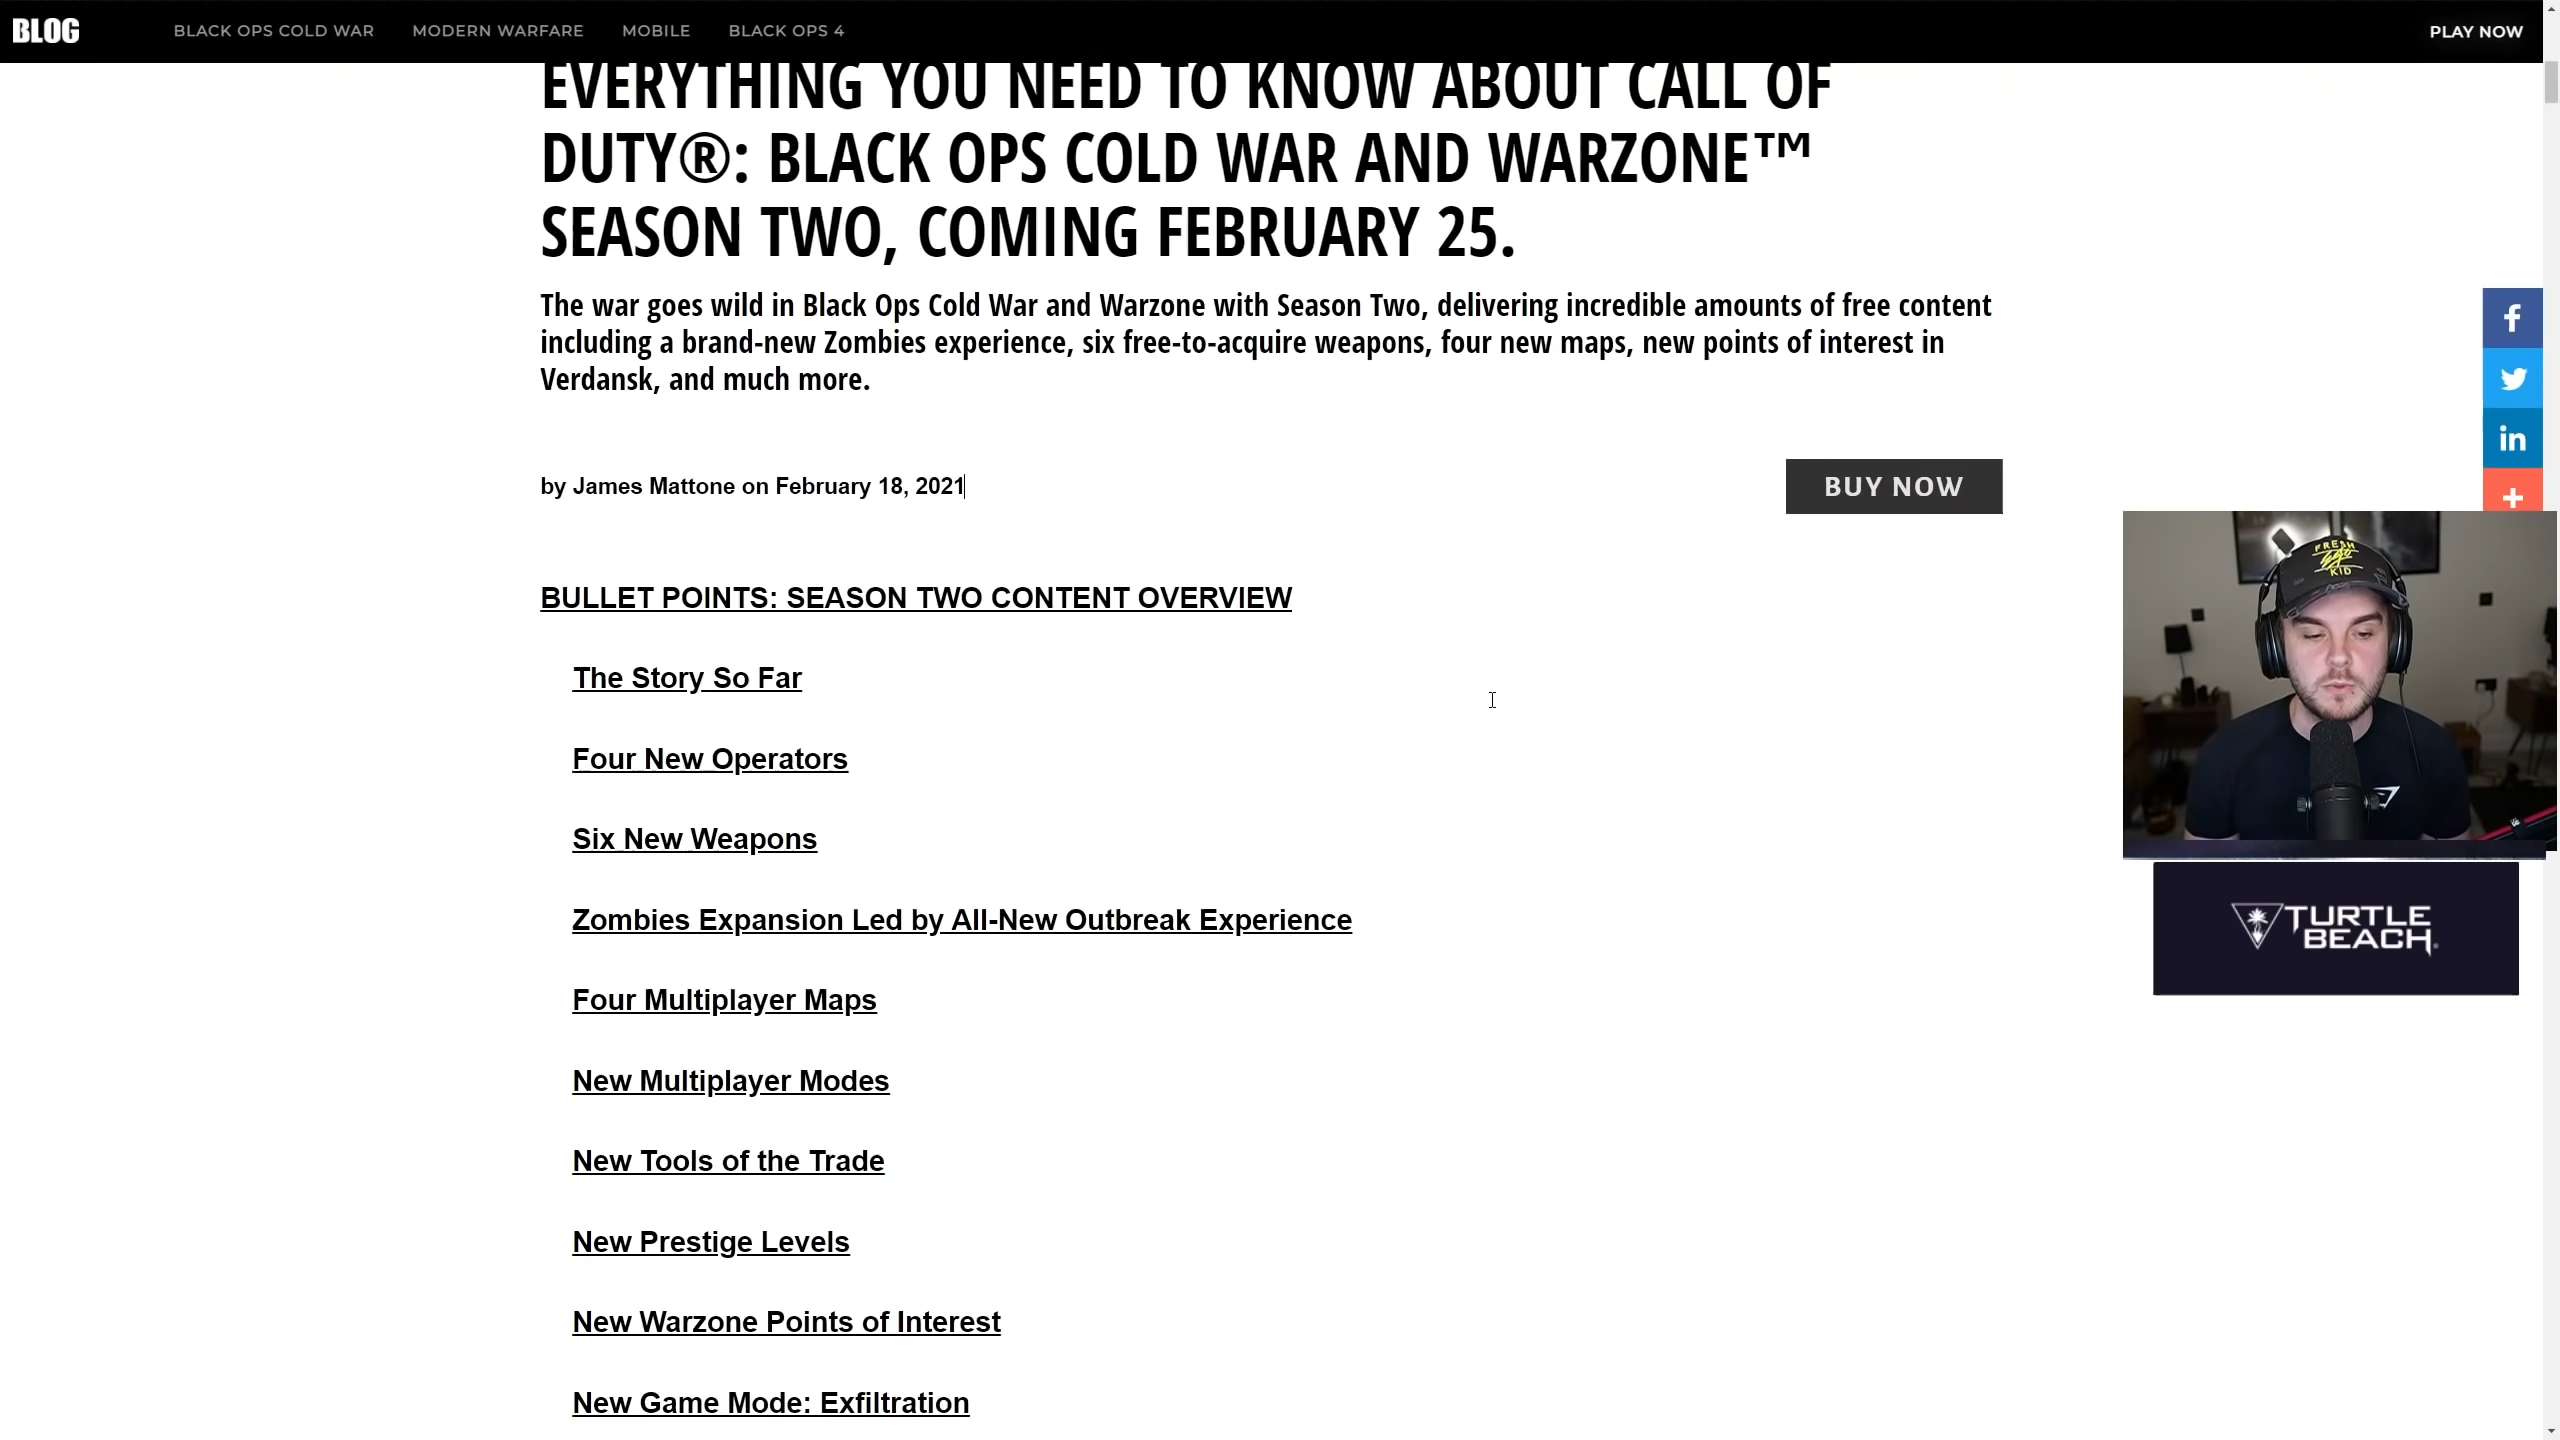 BLOG
BLACK OPS COLD WAR
MODERN WARFARE
MOBILE
BLACK OPS 4
PLAY NOW
EVERYTHING YOU NEED TO KNOW ABOUT CALL OF
DUTY®: BLACK OPS COLD WAR AND WARZONE™
SEASON TWO, COMING FEBRUARY 25.
The war goes wild in Black Ops Cold War and Warzone with Season Two, delivering incredible amounts of free content
including a brand-new Zombies experience, six free-to-acquire weapons, four new maps, new points of interest in
Verdansk, and much more.
by James Mattone on February 18, 2021
BUY NOW
BULLET POINTS: SEASON TWO CONTENT OVERVIEW
The Story So Far
Four New Operators
Six New Weapons
Zombies Expansion Led by All-New Outbreak Experience
Four Multiplayer Maps
New Multiplayer Modes
New Tools of the Trade
New Prestige Levels
New Warzone Points of Interest
New Game Mode: Exfiltration
f
in
+
FRESH
EGO
KID
TURTLE
BEACH